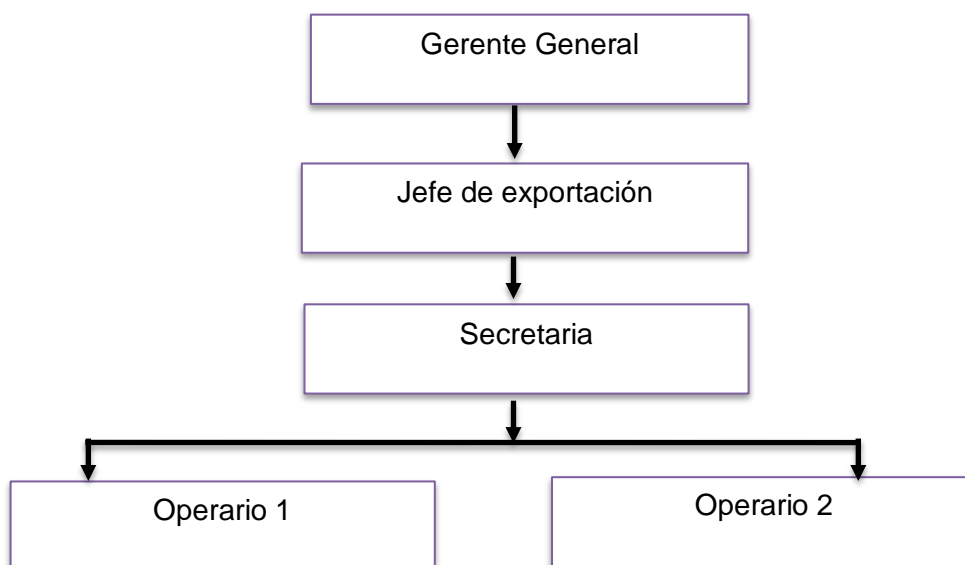 Gerente General
Jefe de exportación
Secretaria
Operario 1
Operario 2